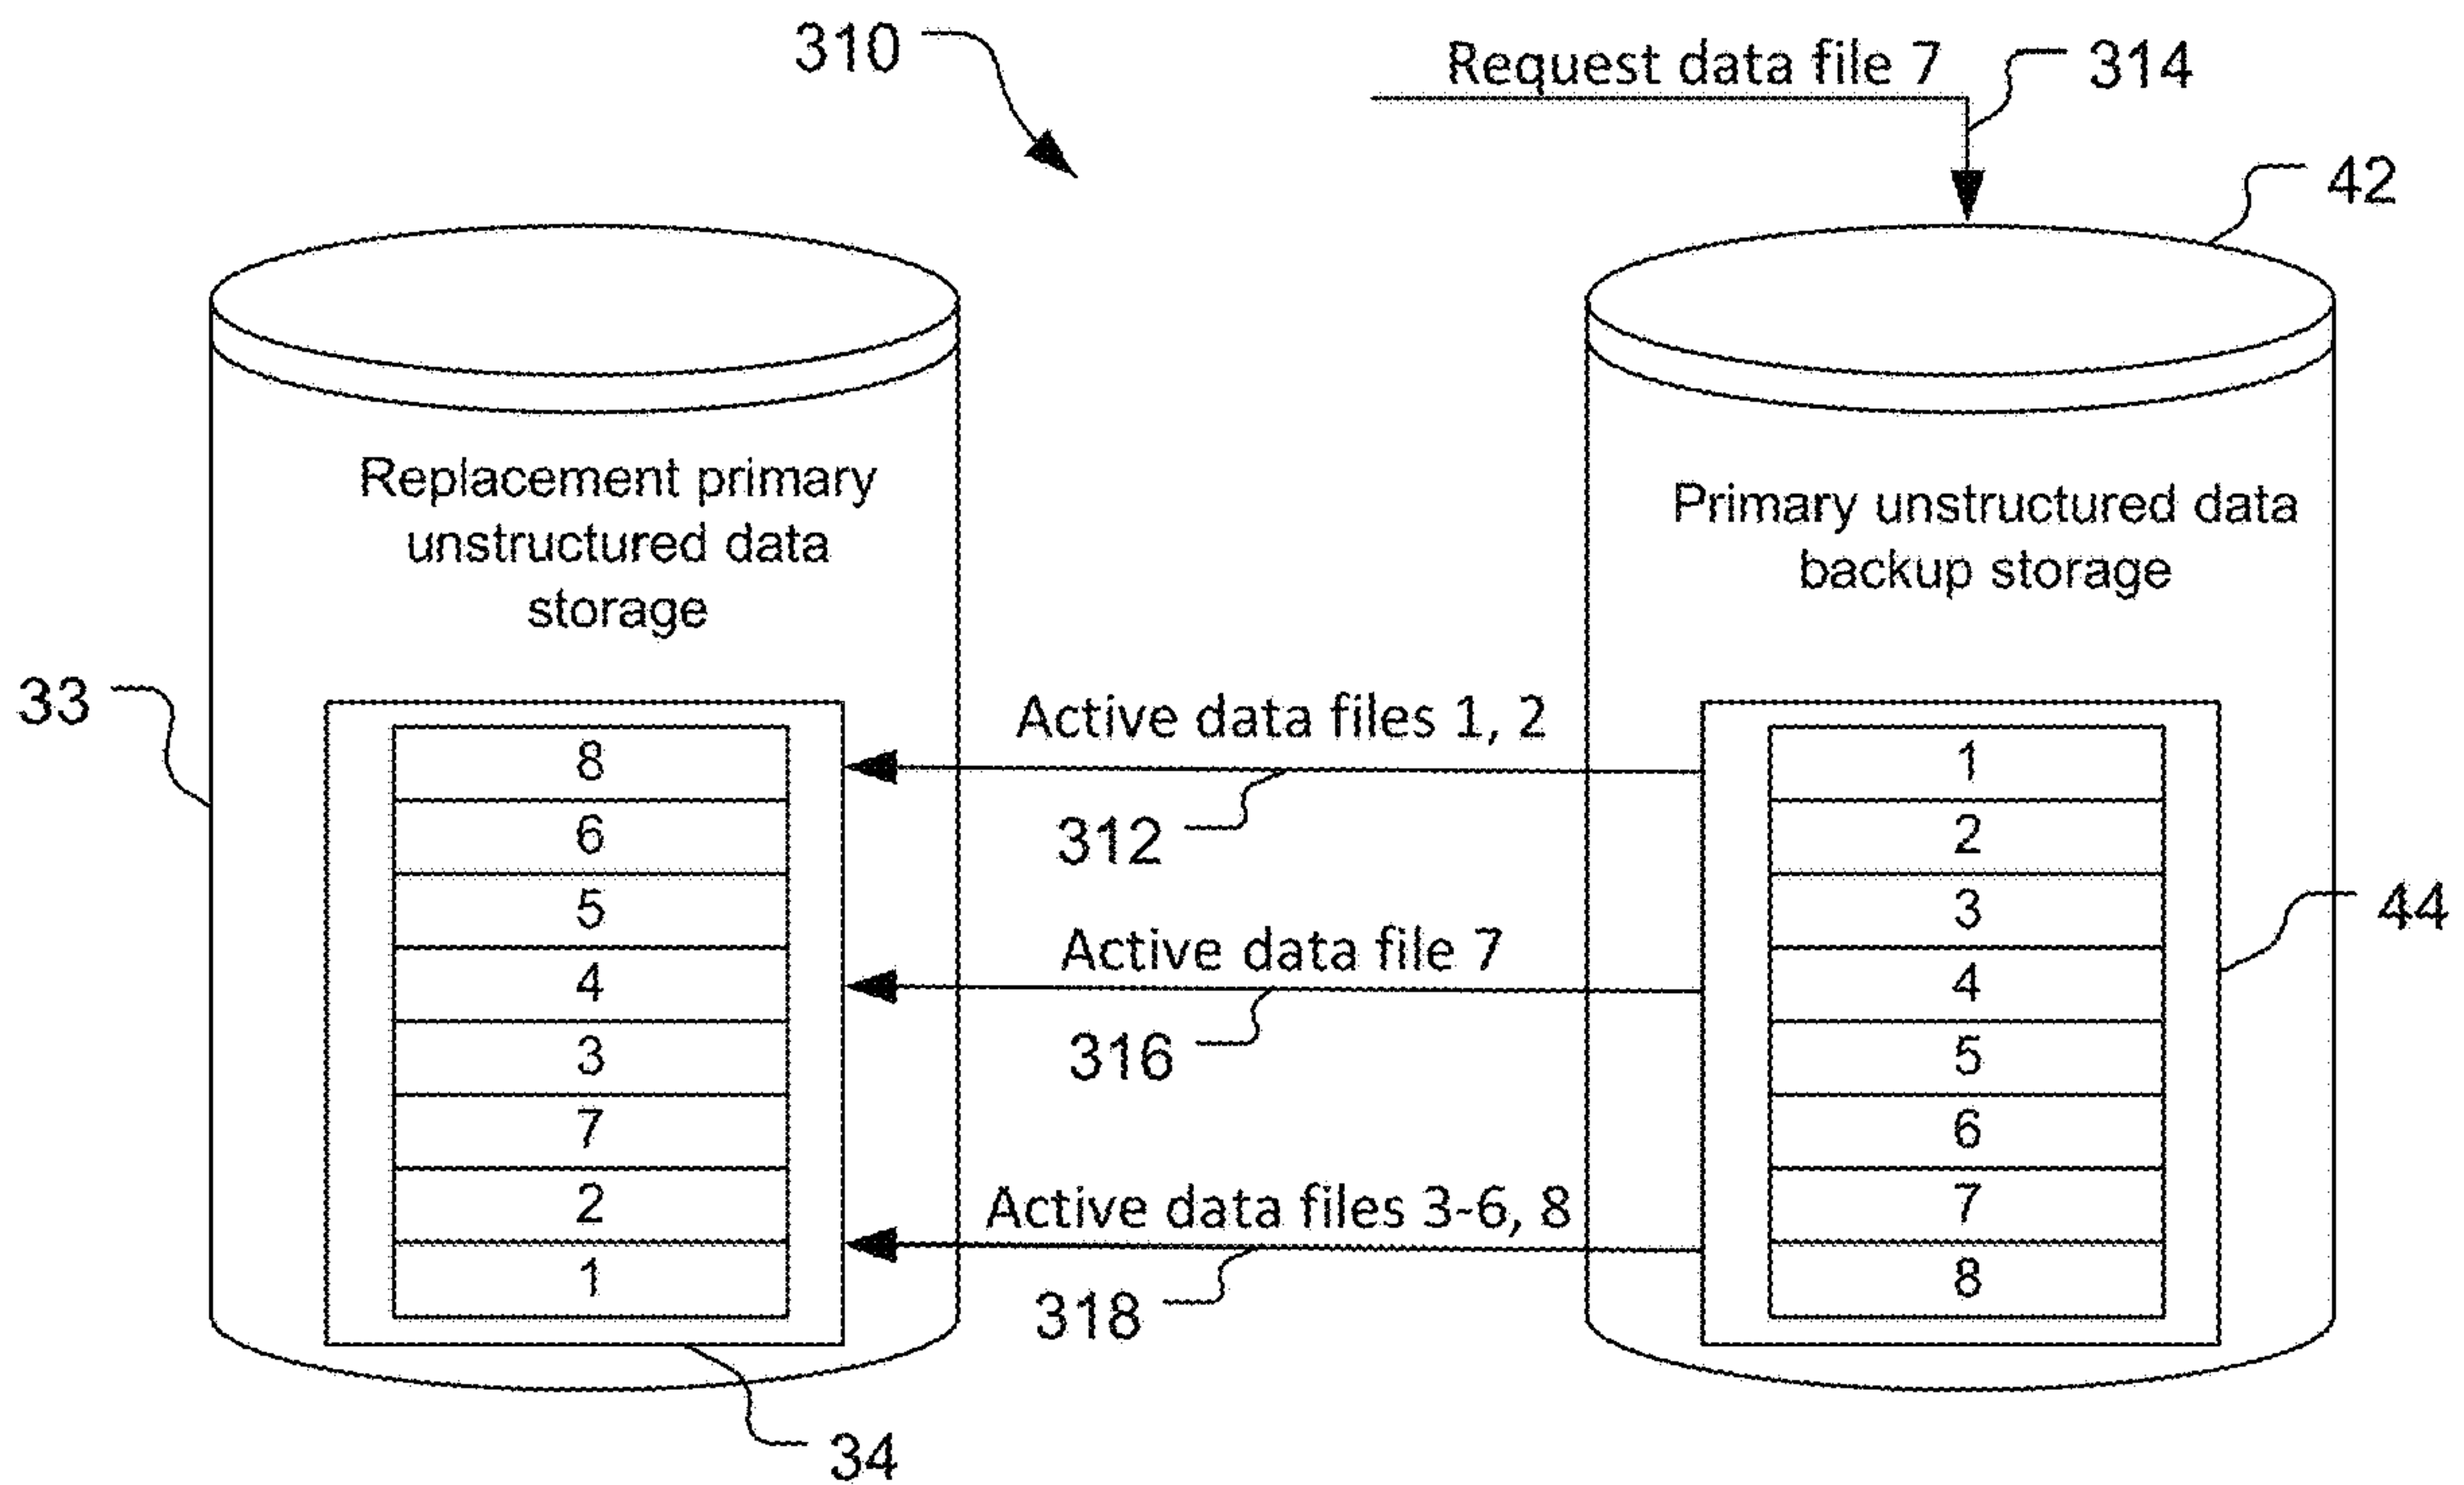 310
Request data file 7
314
42
Replacement primary
unstructured data
storage
Primary unstructured data
backup storage
33
Active data files 1, 2
312
Active data file 7
316
Active data files 3-6, 8
318
8
6
5
4
3
7
2
1
1
2
3
4
5
6
7
8
44
34